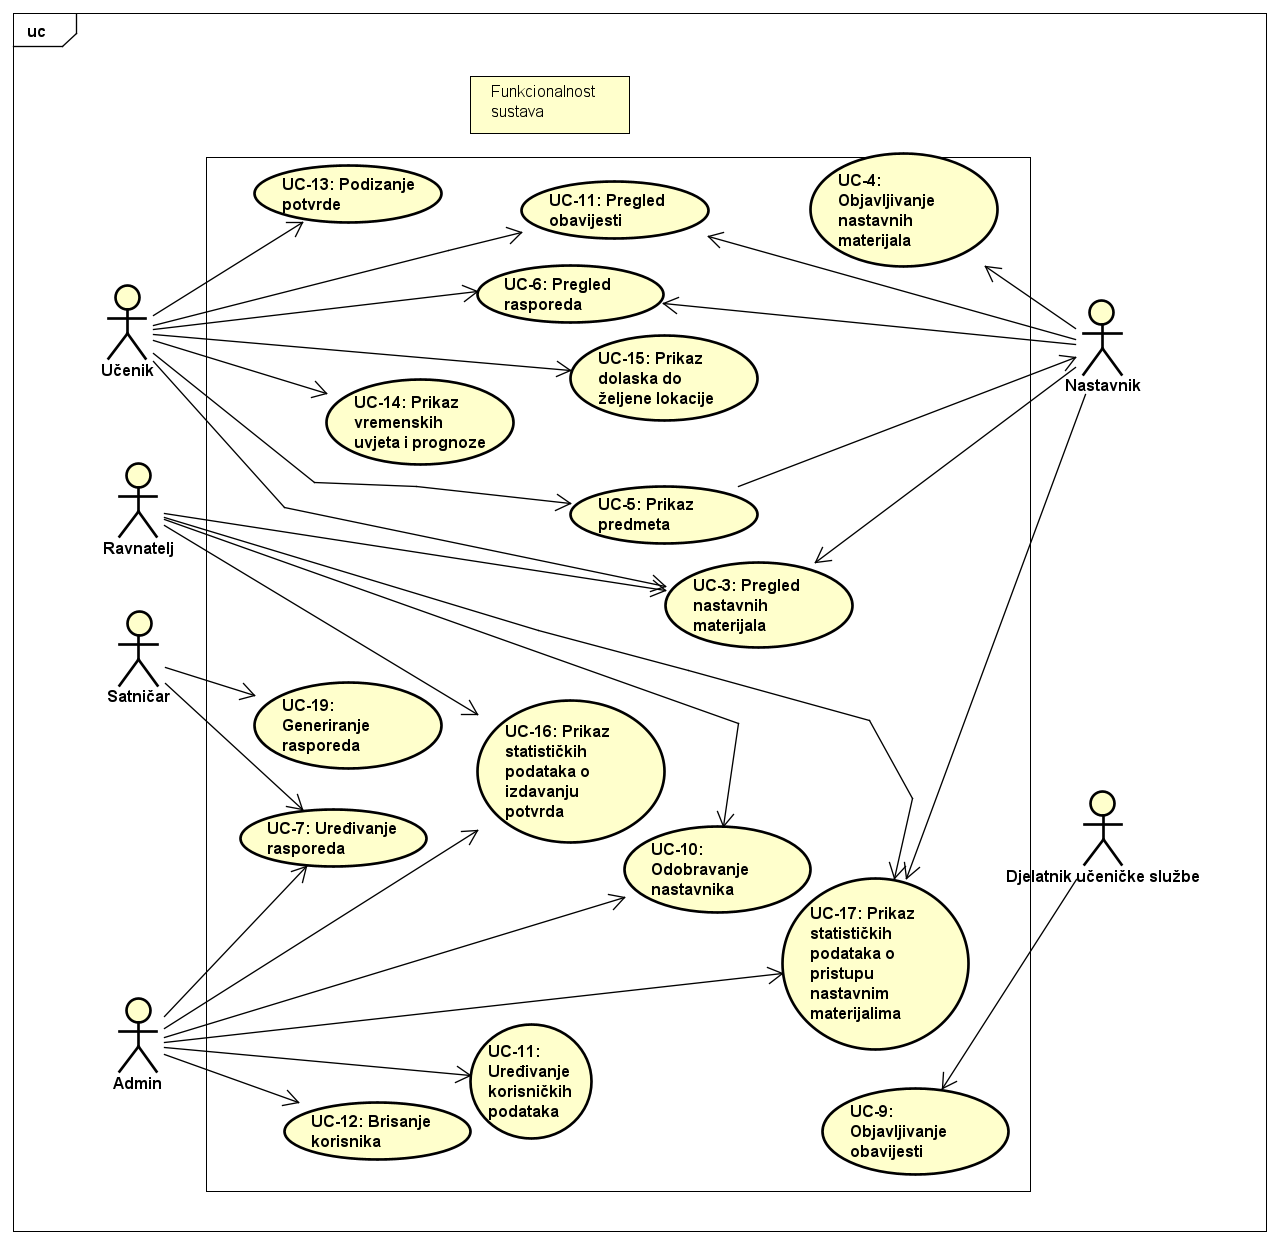 uc
Funkcionalnost
sustava
UC-13: Podizanje
potvrde
UC-11: Pregled
obavijesti
UC-4:
Objavljivanje
nastavnih
materijala
UC-6: Pregled
rasporeda
Učenik
UC-15: Prikaz
dolaska do
željene lokacije
Nastavnik
UC-14: Prikaz
vremenskih
uvjeta i prognoze
UC-5: Prikaz
predmeta
Ravnatelj
UC-3: Pregled
nastavnih
materijala
Satničar
UC-19:
Generiranje
rasporeda
UC-16: Prikaz
statističkih
podataka o
izdavanju
potvrda
UC-7: Uređivanje
rasporeda
UC-10:
Odobravanje
nastavnika
Djelatnik učeničke službe
UC-17: Prikaz
statističkih
podataka o
pristupu
nastavnim
materijalima
Admin
UC-11:
Uređivanje
korisničkih
podataka
UC-12: Brisanje
korisnika
UC-9:
Objavljivanje
obavijesti